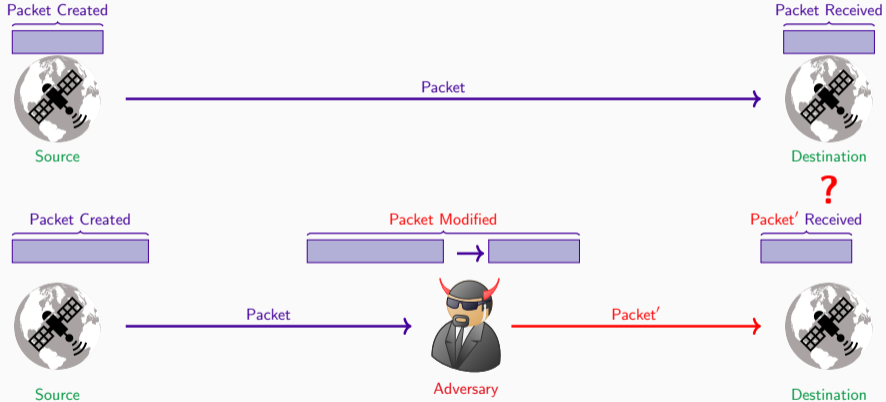 Packet Created
Packet Received
Packet
Source
Destination
?
Packet Created
Packet Modified
Packet′ Received
Packet
Packet′
Adversary
Source
Destination